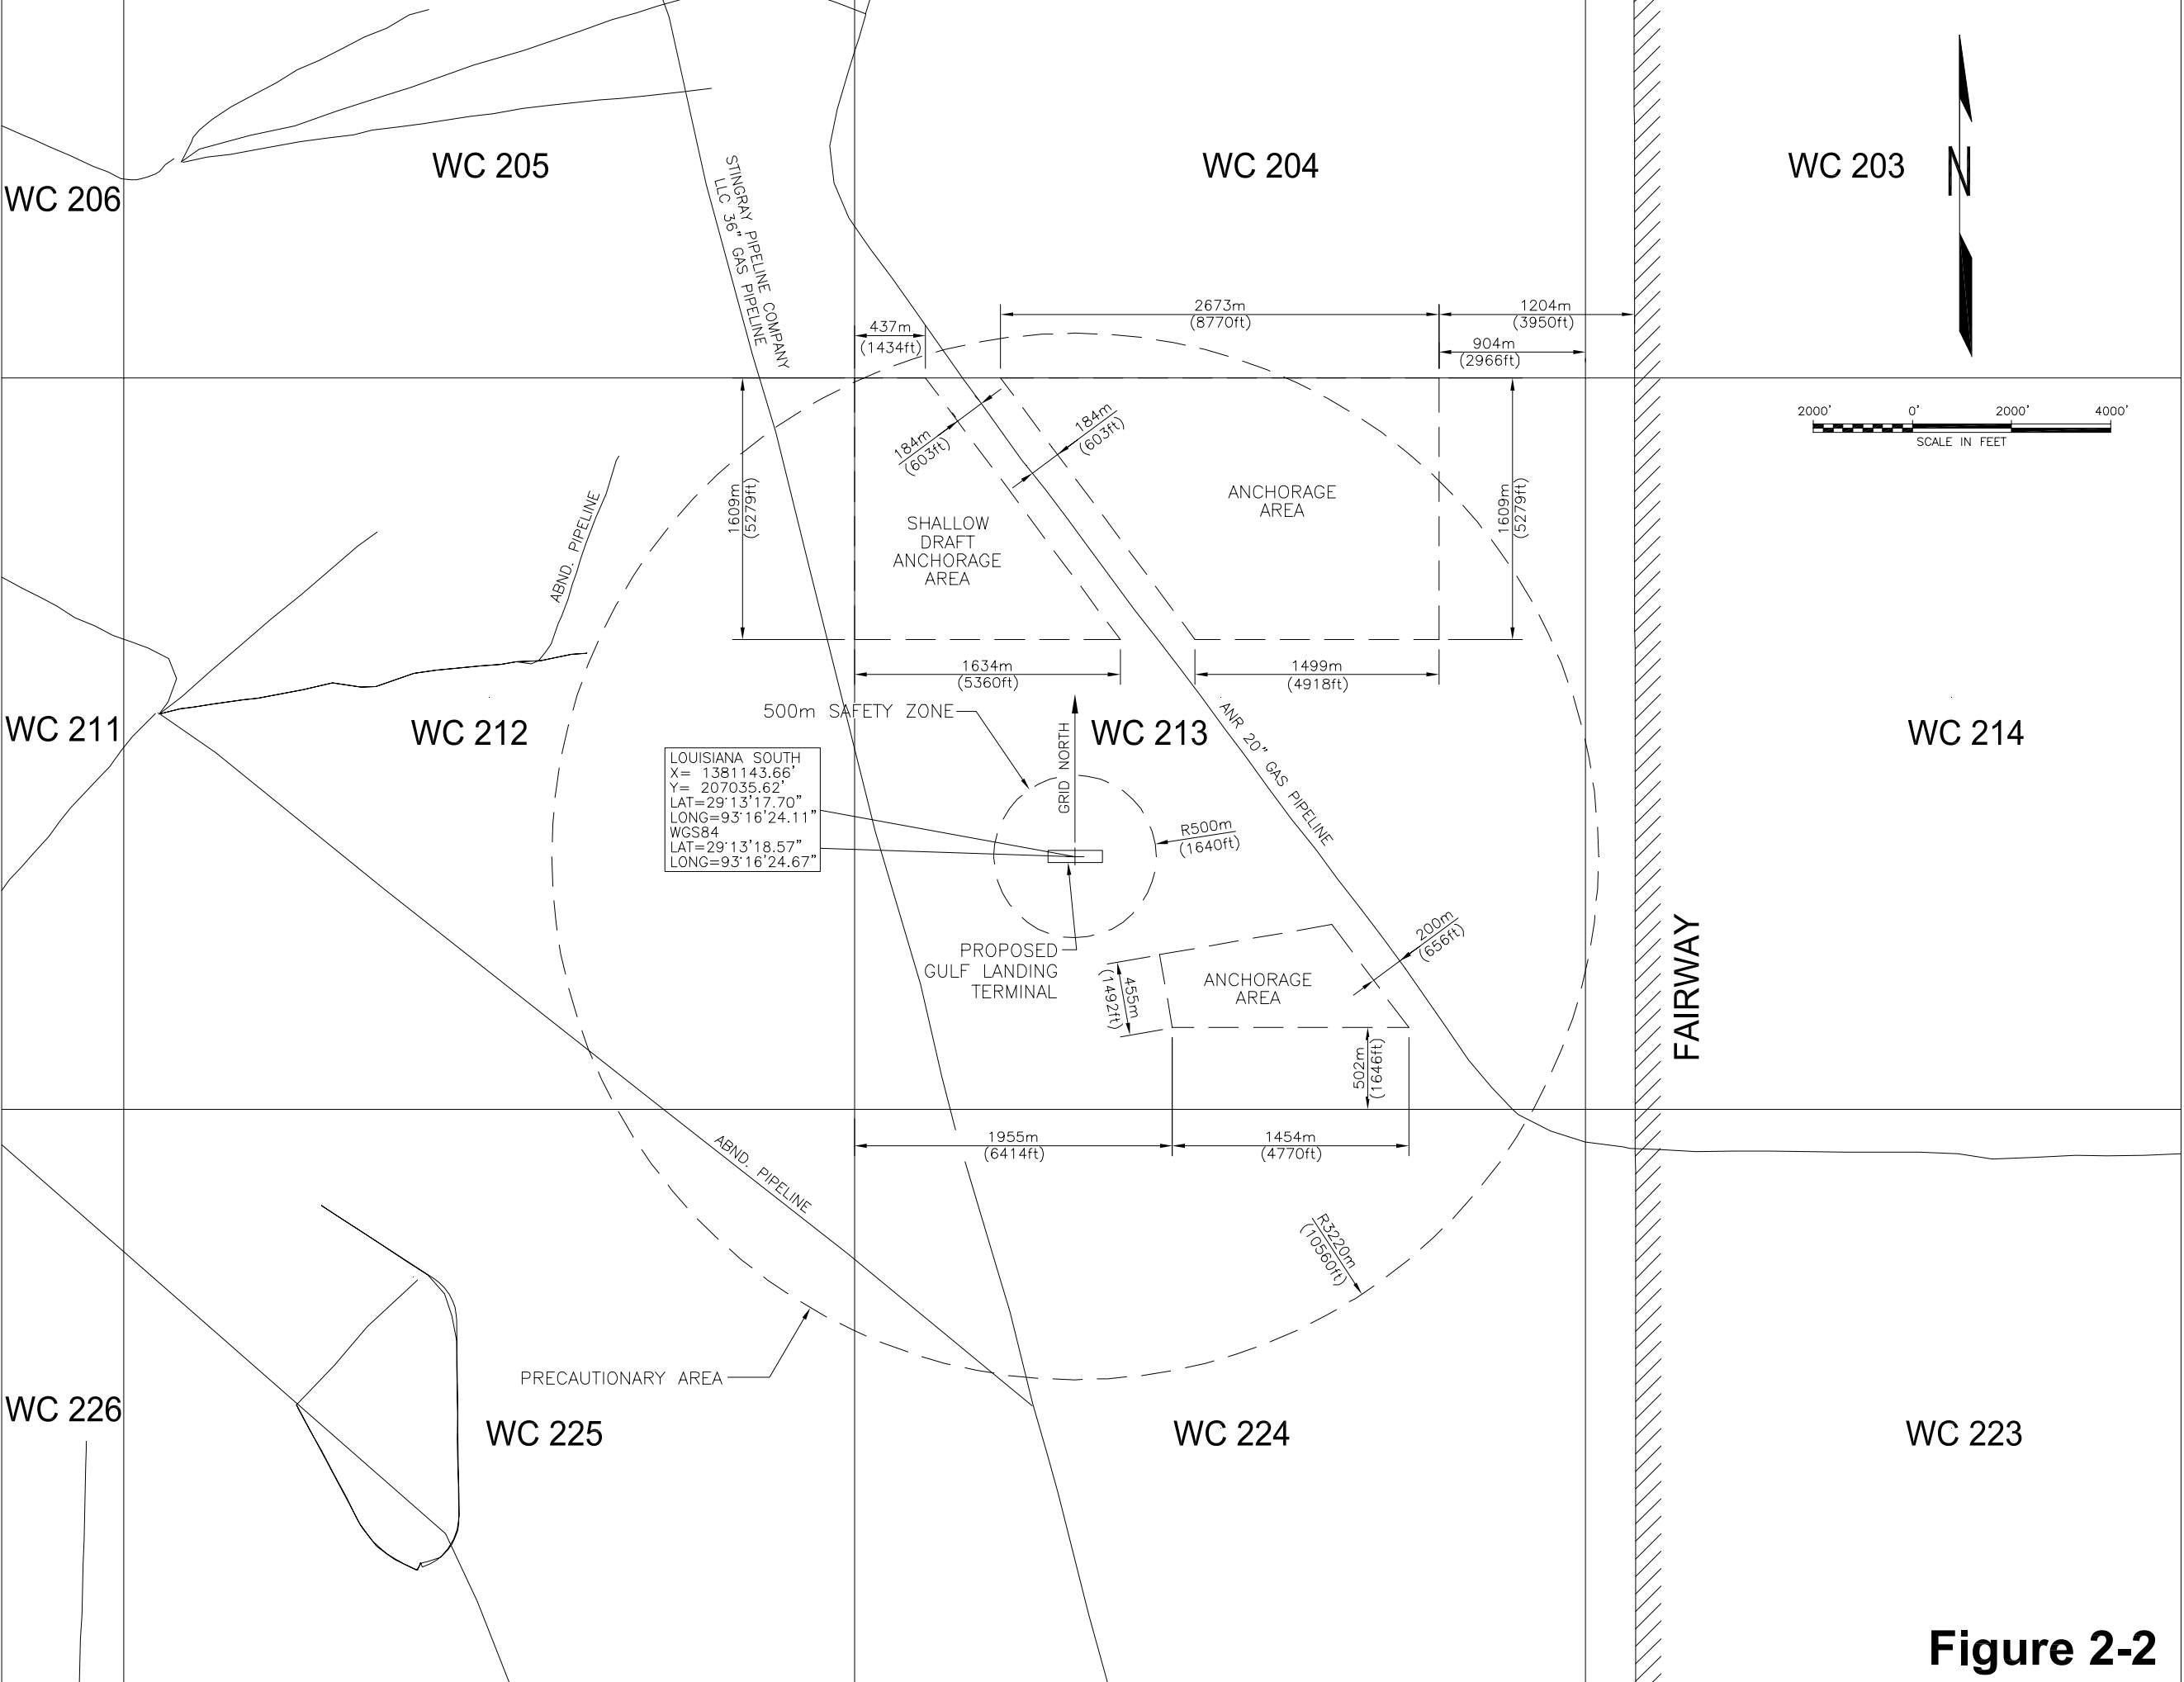 WC 206
WC 205
WC 204
WC 203
N
STINGRAY PIPELINE COMPANY
LLC 36" GAS PIPELINE
437m
(1434ft)
2673m
(8770ft)
1204m
(3950ft)
904m
(2966ft)
2000'
0'
2000'
4000'
SCALE IN FEET
184m
(603ft)
184m
(603ft)
1609m
(5279ft)
1609m
(5279ft)
SHALLOW
DRAFT
ANCHORAGE
AREA
ANCHORAGE
AREA
ABND. PIPELINE
1634m
(5360ft)
1499m
(4918ft)
WC 211
WC 212
500m SAFETY ZONE
WC 213
WC 214
GRID NORTH
ANR 20" GAS PIPELINE
LOUISIANA SOUTH
X= 1381143.66'
Y= 207035.62'
LAT=29°13'17.70"
LONG=93°16'24.11"
WGS84
LAT=29°13'18.57"
LONG=93°16'24.67"
R500m
(1640ft)
PROPOSED
GULF LANDING
TERMINAL
200m
(656ft)
455m
(1492ft)
ANCHORAGE
AREA
502m
(1646ft)
FAIRWAY
1955m
(6414ft)
1454m
(4770ft)
ABND. PIPELINE
R3220m
(10560ft)
PRECAUTIONARY AREA
WC 226
WC 225
WC 224
WC 223
Figure 2-2